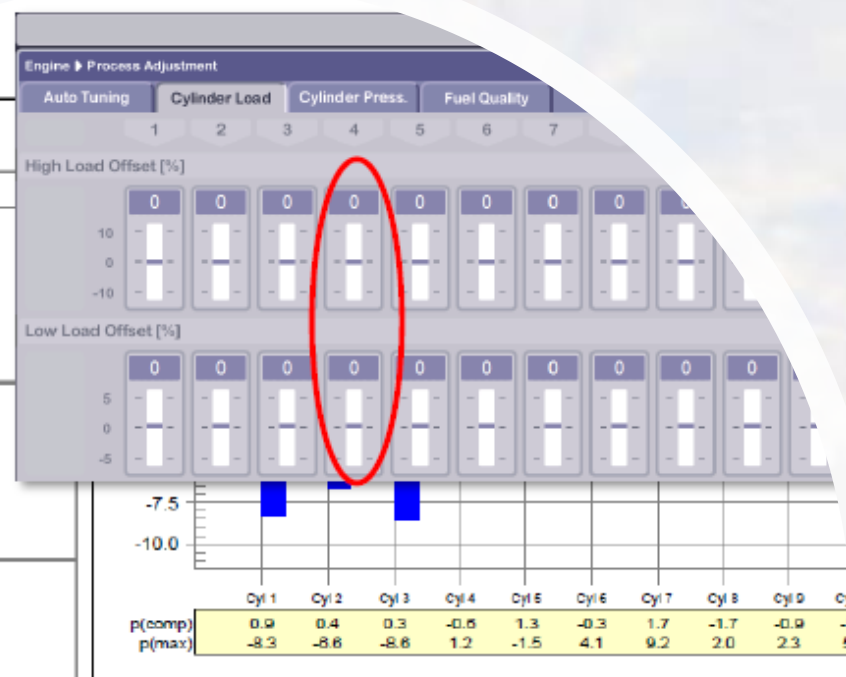 Engine ▶ Process Adjustment
Auto Tuning Cylinder Load Cylinder Press. Fuel Quality
1 2 3 4 5 6 7
High Load Offset [%]
0 0 0 0 0 0 0 0
10
0
-10
Low Load Offset [%]
0 0 0 0 0 0 0 0 0 0
5
0
-5
-7.5
-10.0
Cyl 1 Cyl 2 Cyl 3 Cyl 4 Cyl 5 Cyl 6 Cyl 7 Cyl 8 Cyl 9
p(comp) 0.9 0.4 0.3 -0.6 1.3 -0.3 1.7 -1.7 -0.9
p(max) -8.3 -6.6 -8.6 1.2 -1.5 4.1 9.2 2.0 2.3